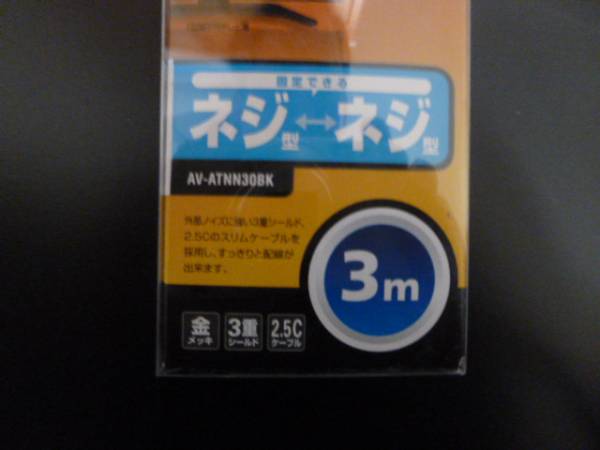 固定できる
ネジ型↔ネジ型
AV-ATNN30BK
外部ノイズに強い3重シールド、
2.5Cのスリムケーブルを
採用し、すっきりと配線が
出来ます。
3m
金
メッキ
3重
シールド
2.5C
ケーブル